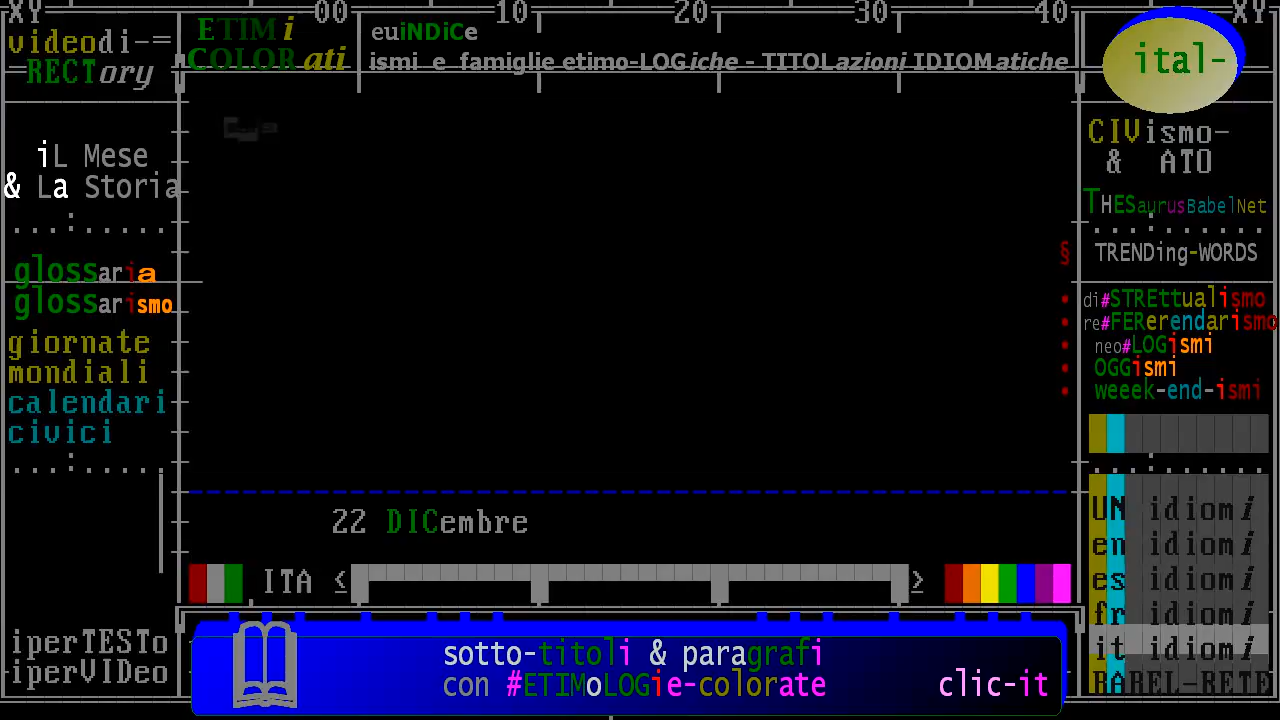 XY 00 10 20 30 40 XY
videodi-=
RECTory
ETIMi
COLORati
euiNDiCe
ismi e famiglie etimo-LOGiche - TITOLazioni IDIOMatiche
ital-
iL Mese
& La Storia
...:.....
glossaria
glossarismo
giornate
mondiali
calendari
civici
...:.....
CIVismo-
& ATO
THESaurusBabelNet
....:.......
TRENDing-WORDS
§
di#STREttualismo
re#FERerendarismo
neo#LOGismi
OGGismi
weeek-end-ismi
....:.......
UN idiomi
en idiomi
es idiomi
fr idiomi
it idiomi
BABEL-RETE
22 DICembre
ITA < >
iperTESTo
iperVIDeo
sotto-titoli & paragrafi
con #ETIMoLOGie-colorate
clic-it